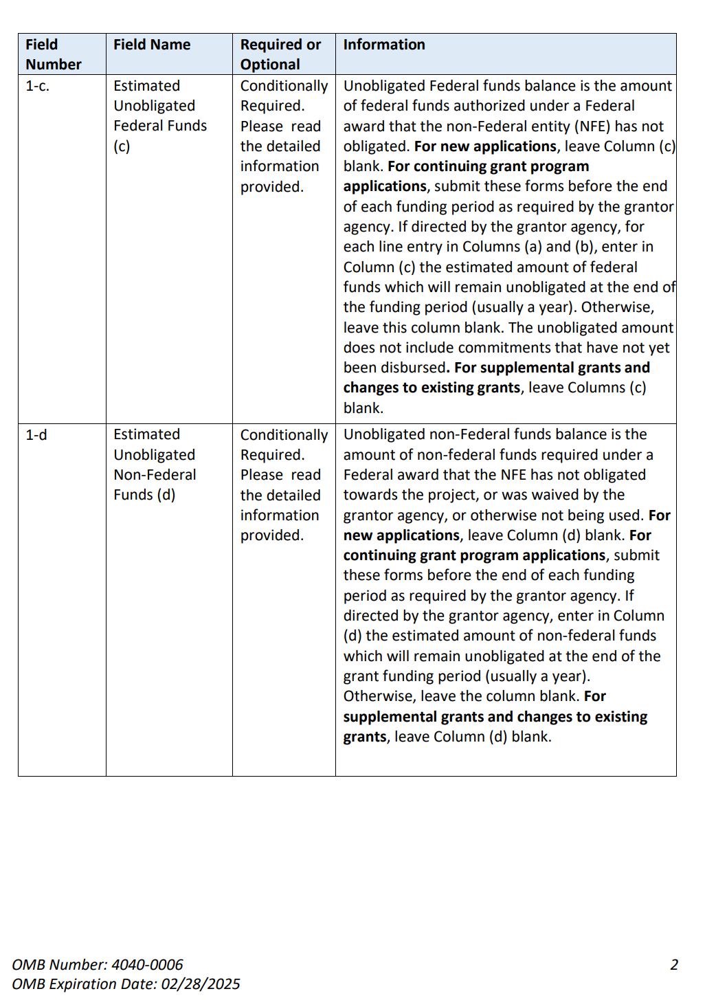 Field Number
Field Name
Required or Optional
Information
1-c.
Estimated
Unobligated
Federal Funds
(c)
Conditionally
Required.
Please read
the detailed
information
provided.
Unobligated Federal funds balance is the amount
of federal funds authorized under a Federal
award that the non-Federal entity (NFE) has not
obligated. For new applications, leave Column (c)
blank. For continuing grant program
applications, submit these forms before the end
of each funding period as required by the grantor
agency. If directed by the grantor agency, for
each line entry in Columns (a) and (b), enter in
Column (c) the estimated amount of federal
funds which will remain unobligated at the end of
the funding period (usually a year). Otherwise,
leave this column blank. The unobligated amount
does not include commitments that have not yet
been disbursed. For supplemental grants and
changes to existing grants, leave Columns (c)
blank.
1-d
Estimated
Unobligated
Non-Federal
Funds (d)
Conditionally
Required.
Please read
the detailed
information
provided.
Unobligated non-Federal funds balance is the
amount of non-federal funds required under a
Federal award that the NFE has not obligated
towards the project, or was waived by the
grantor agency, or otherwise not being used. For
new applications, leave Column (d) blank. For
continuing grant program applications, submit
these forms before the end of each funding
period as required by the grantor agency. If
directed by the grantor agency, enter in Column
(d) the estimated amount of non-federal funds
which will remain unobligated at the end of the
grant funding period (usually a year).
Otherwise, leave the column blank. For
supplemental grants and changes to existing
grants, leave Column (d) blank.
OMB Number: 4040-0006
2
OMB Expiration Date: 02/28/2025